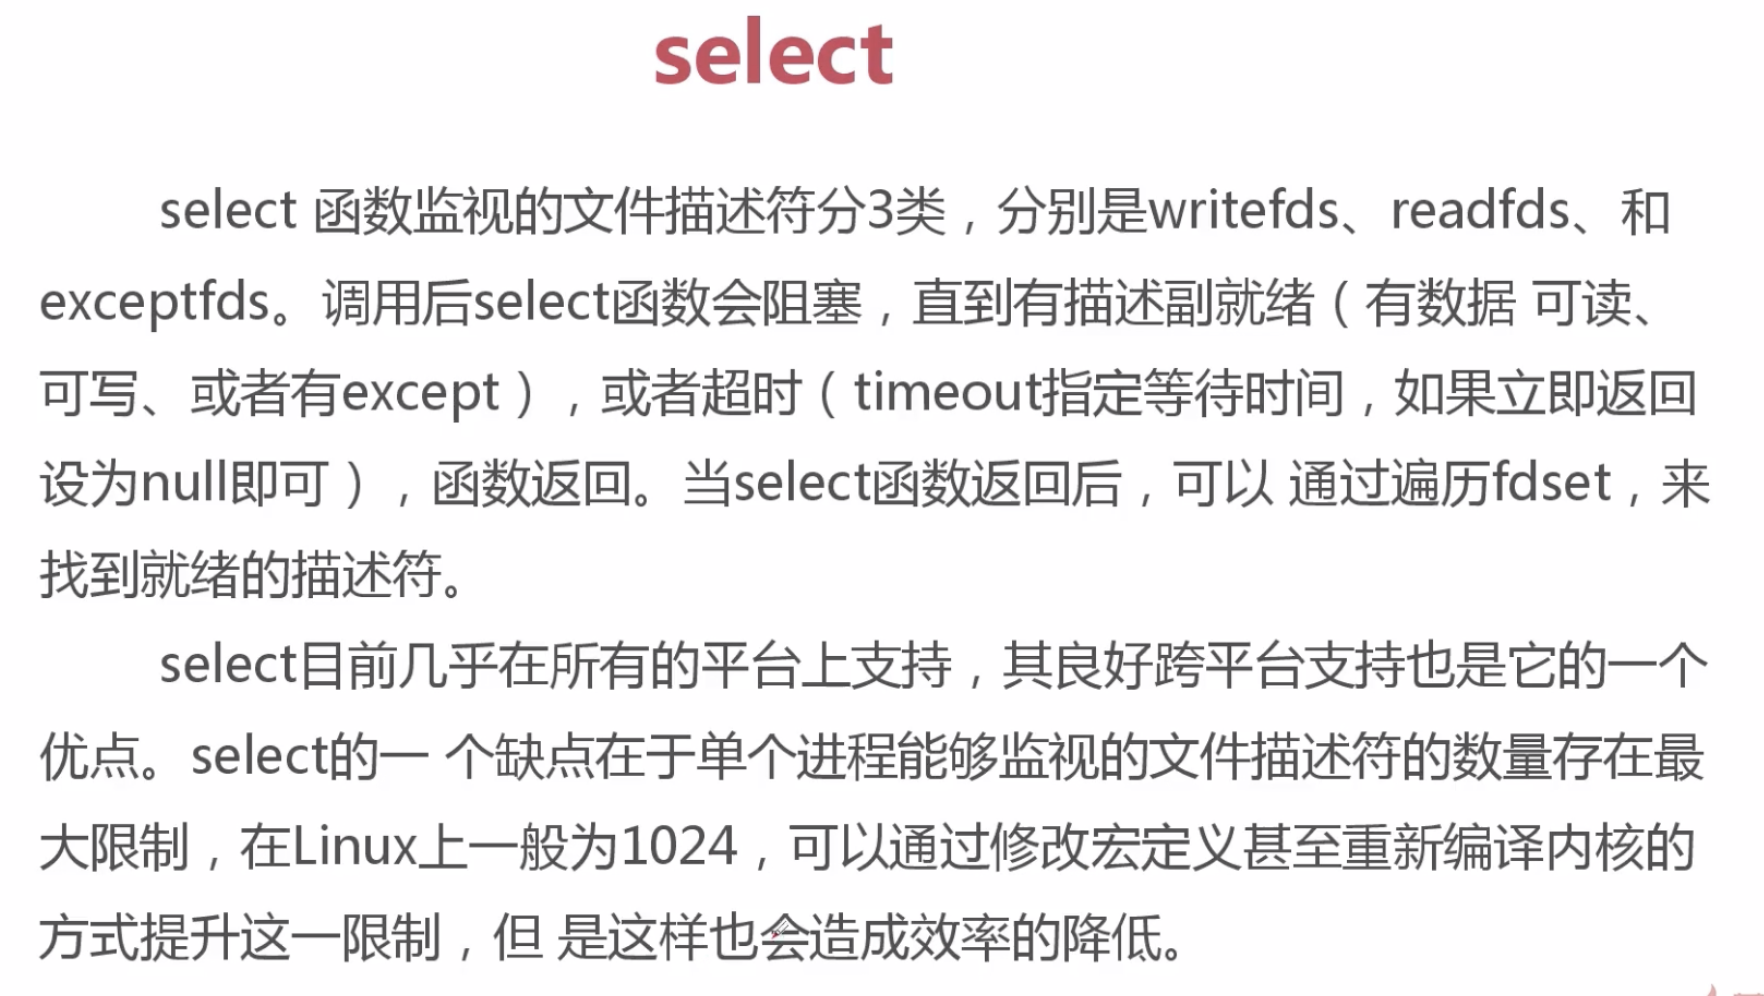 select
select 函数监视的文件描述符分3类，分别是writefds、readfds、和
exceptfds。调用后select函数会阻塞，直到有描述副就绪（有数据 可读、
可写、或者有except），或者超时（timeout指定等待时间，如果立即返回
设为null即可），函数返回。当select函数返回后，可以 通过遍历fdset，来
找到就绪的描述符。
select目前几乎在所有的平台上支持，其良好跨平台支持也是它的一个
优点。select的一 个缺点在于单个进程能够监视的文件描述符的数量存在最
大限制，在Linux上一般为1024，可以通过修改宏定义甚至重新编译内核的
方式提升这一限制，但 是这样也会造成效率的降低。